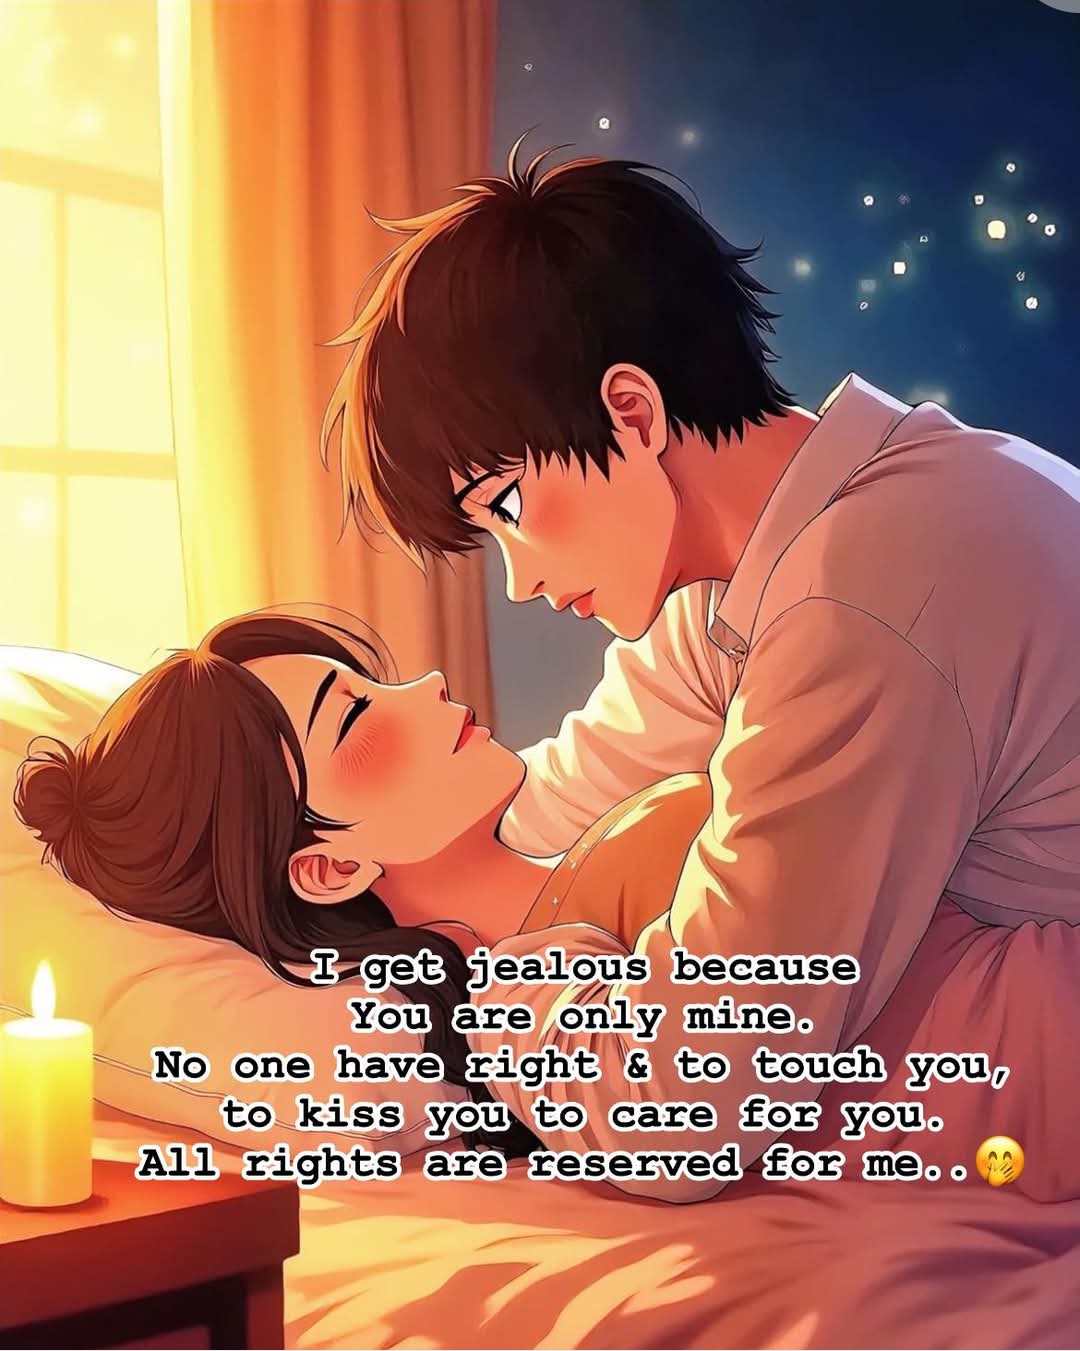 I get jealous because
You are only mine.
No one have right & to touch you,
to kiss you to care for you.
All rights are reserved for me..🤭